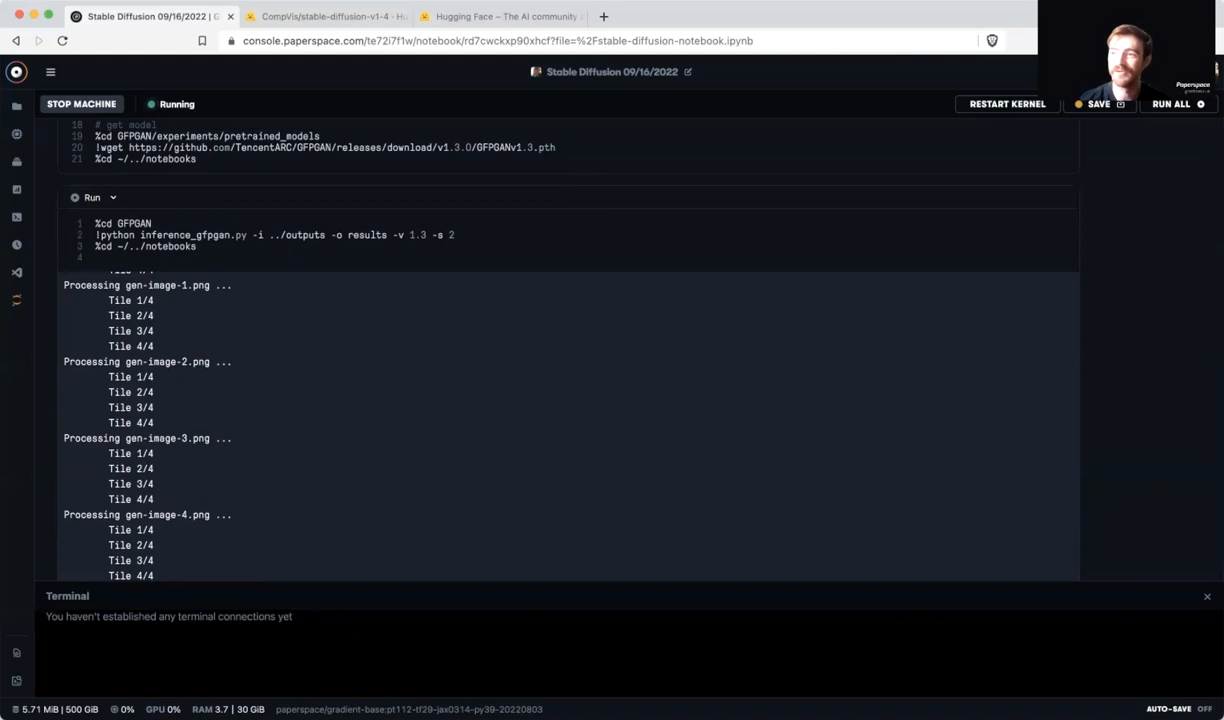 Stable Diffusion 09/16/2022 | G
CompVis/stable-diffusion-v1-4 · Hu
Hugging Face – The AI community
console.paperspace.com/te72i7f1w/notebook/rd7cwckxp90xhcf?file=%2Fstable-diffusion-notebook.ipynb
Paperspace
Stable Diffusion 09/16/2022
STOP MACHINE
Running
RESTART KERNEL
SAVE
RUN ALL
18 # get model
19 %cd GFPGAN/experiments/pretrained_models
20 !wget https://github.com/TencentARC/GFPGAN/releases/download/v1.3.0/GFPGANv1.3.pth
21 %cd ~/../notebooks
Run
1 %cd GFPGAN
2 !python inference_gfpgan.py -i ../outputs -o results -v 1.3 -s 2
3 %cd ~/../notebooks
4
Processing gen-image-1.png ...
Tile 1/4
Tile 2/4
Tile 3/4
Tile 4/4
Processing gen-image-2.png ...
Tile 1/4
Tile 2/4
Tile 3/4
Tile 4/4
Processing gen-image-3.png ...
Tile 1/4
Tile 2/4
Tile 3/4
Tile 4/4
Processing gen-image-4.png ...
Tile 1/4
Tile 2/4
Tile 3/4
Tile 4/4
Terminal
You haven't established any terminal connections yet
5.71 MiB | 500 GiB
0%
GPU 0%
RAM 3.7 | 30 GiB
paperspace/gradient-base:pt112-tf29-jax0314-py39-20220803
AUTO-SAVE OFF